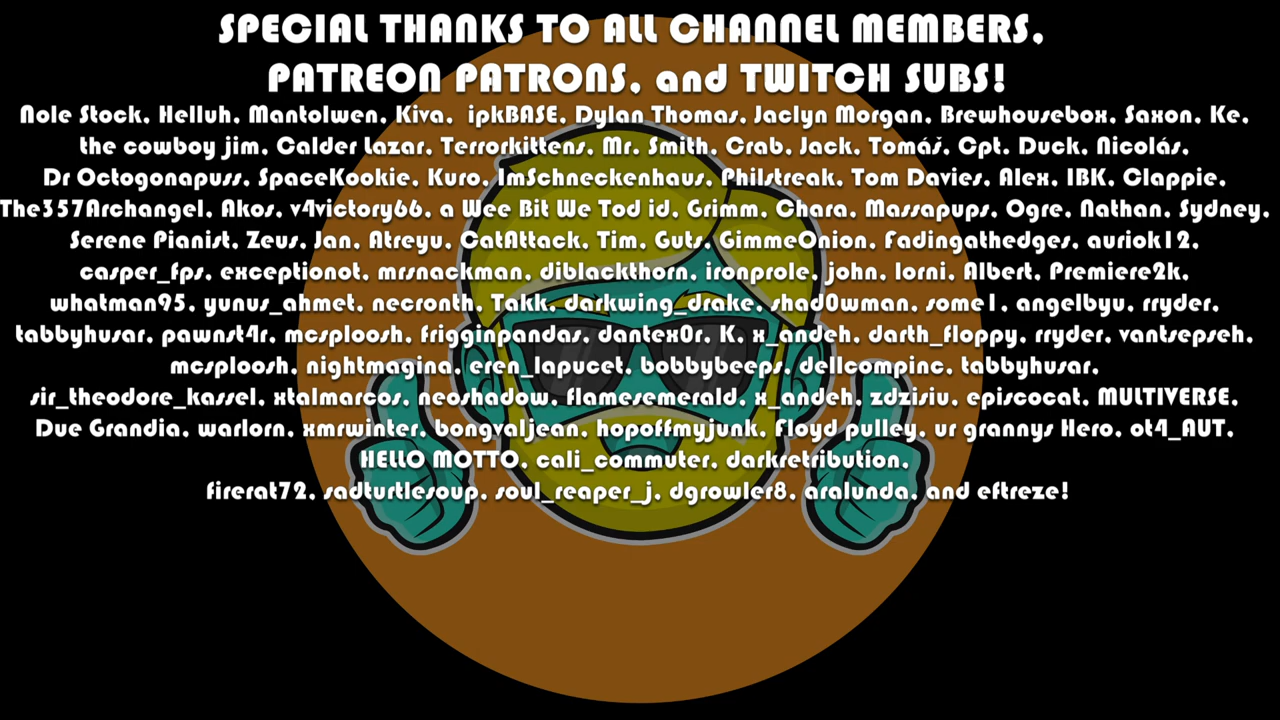 SPECIAL THANKS TO ALL CHANNEL MEMBERS,
PATREON PATRONS, and TWITCH SUBS!
Nole Stock, Helluh, Mantolwen, Kiva, ipkBASE, Dylan Thomas, Jaclyn Morgan, Brewhousebox, Saxon, Ke,
the cowboy jim, Calder Lazar, Terrorkittens, Mr. Smith, Crab, Jack, Tomáš, Cpt. Duck, Nicolás,
Dr Octogonapuss, SpaceKookie, Kuro, ImSchneckenhaus, Philstreak, Tom Davies, Alex, IBK, Clappie,
The357Archangel, Akos, v4victory66, a Wee Bit We Tod id, Grimm, Chara, Massapups, Ogre, Nathan, Sydney,
Serene Pianist, Zeus, Jan, Atreyu, CatAttack, Tim, Guts, GimmeOnion, Fadingathedges, auriok12,
casper_fps, exceptionot, mrsnackman, diblackthorn, ironprole, john, lorni, Albert, Premiere2k,
whatman95, yunus_ahmet, necronth, Takk, darkwing_drake, shad0wman, some1, angelbyu, rryder,
tabbyhusar, pawnst4r, mcsploosh, frigginpandas, dantex0r, K, x_andeh, darth_floppy, rryder, vantsepseh,
mcsploosh, nightmagina, eren_lapucet, bobbybeeps, dellcompinc, tabbyhusar,
sir_theodore_kassel, xtalmarcos, neoshadow, flamesemerald, x_andeh, zdzisiu, episcocat, MULTIVERSE,
Due Grandia, warlorn, xmrwinter, bongvaljean, hopoffmyjunk, Floyd pulley, ur grannys Hero, ot4_AUT,
HELLO MOTTO, cali_commuter, darkretribution,
firerat72, sadturtlesoup, soul_reaper_j, dgrowler8, aralunda, and eftreze!